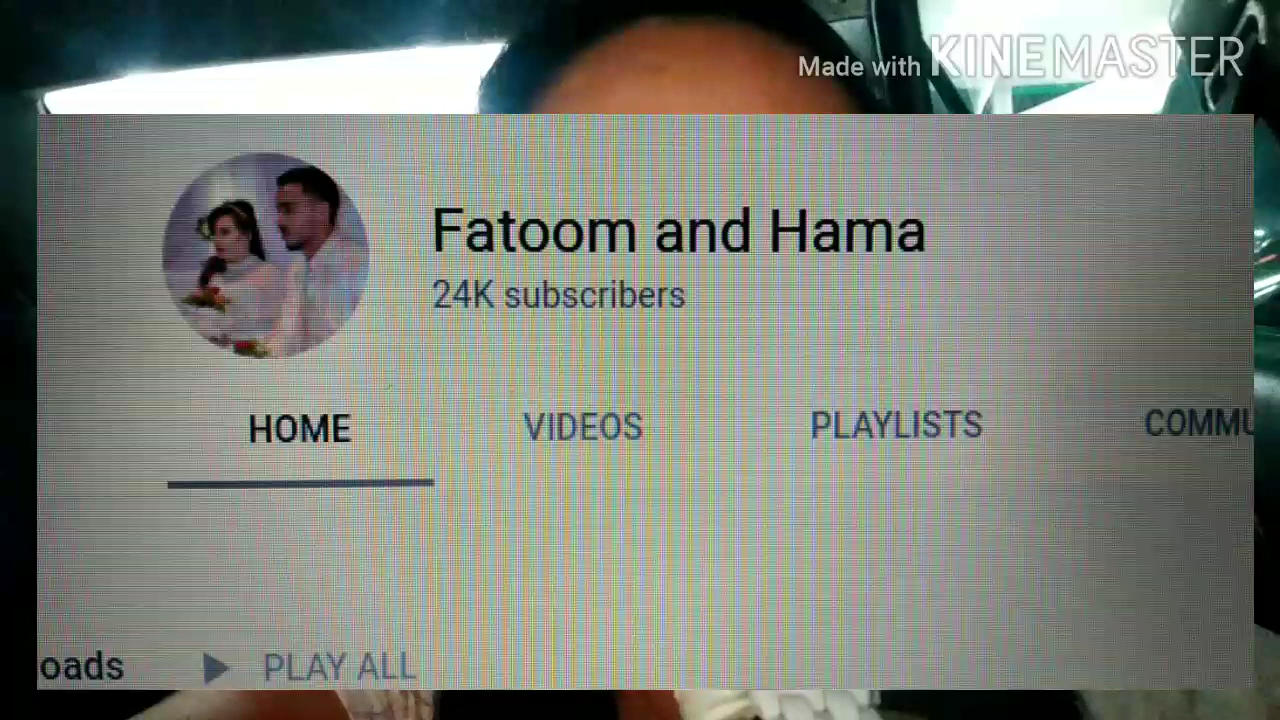 Made with KINEMASTER
Fatoom and Hama
24K subscribers
HOME
VIDEOS
PLAYLISTS
COMMU
oads
PLAY ALL